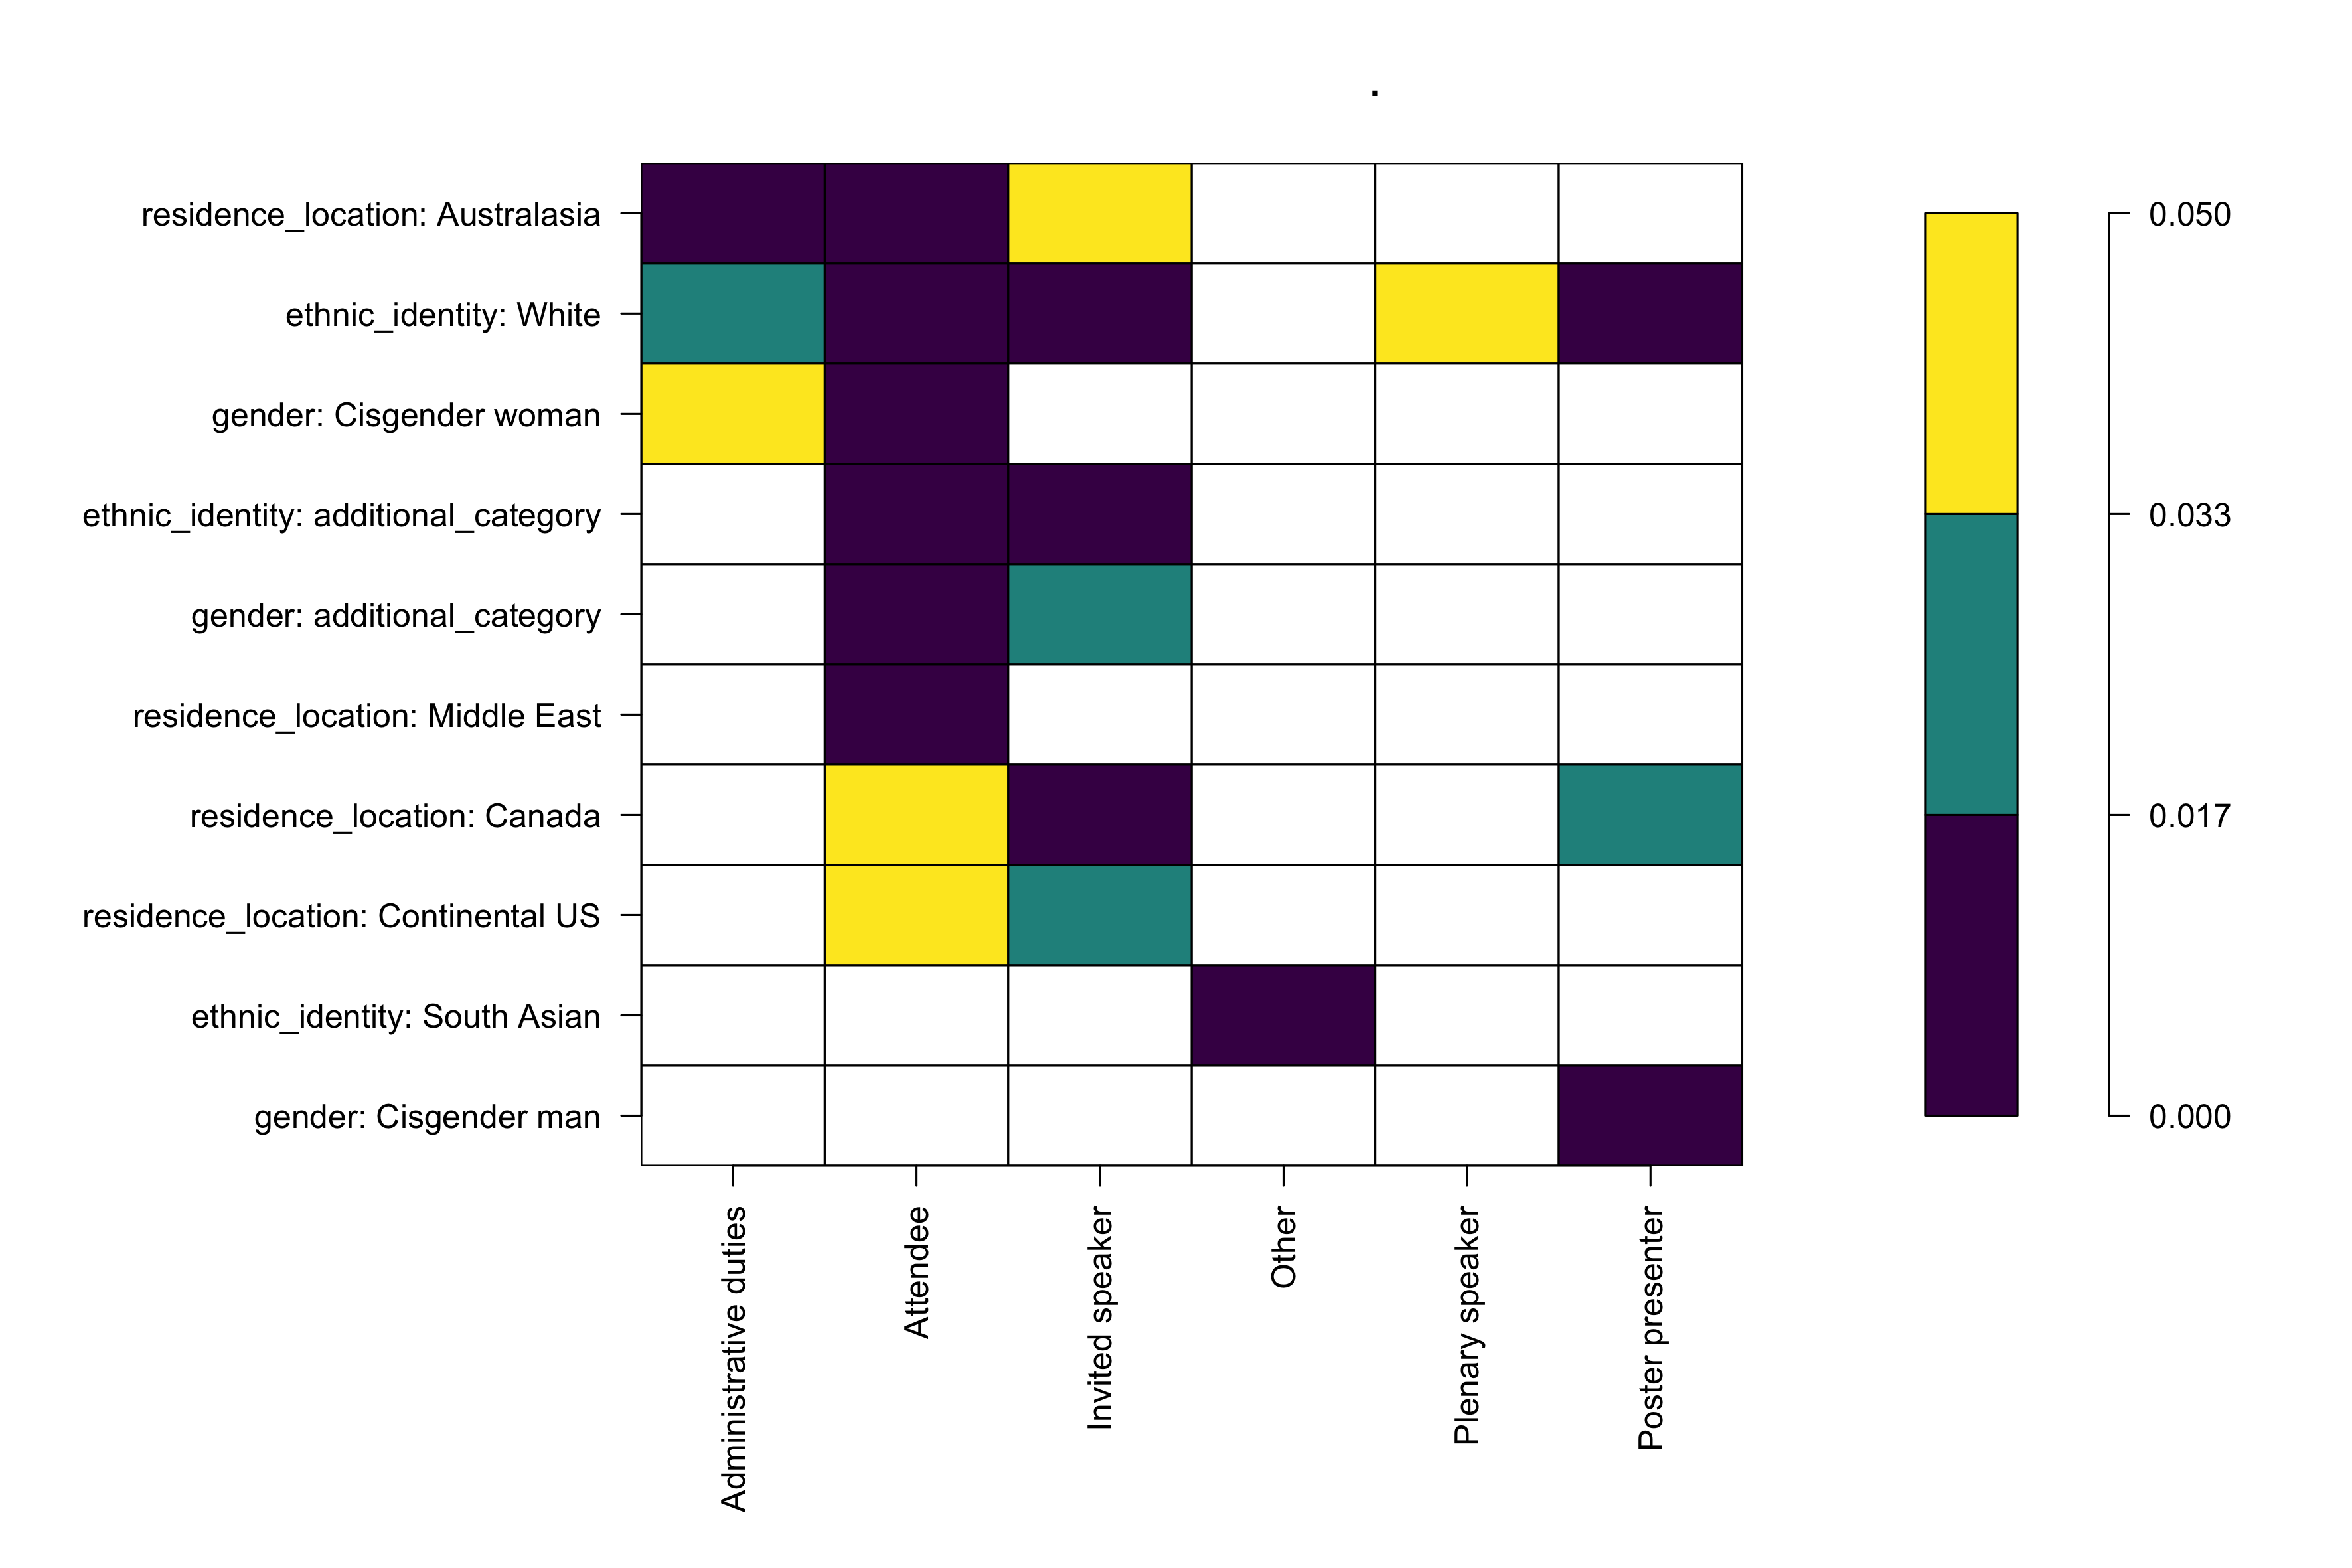 .
residence_location: Australasia
ethnic_identity: White
gender: Cisgender woman
ethnic_identity: additional_category
gender: additional_category
residence_location: Middle East
residence_location: Canada
residence_location: Continental US
ethnic_identity: South Asian
gender: Cisgender man
Administrative duties
Attendee
Invited speaker
Other
Plenary speaker
Poster presenter
0.050
0.033
0.017
0.000